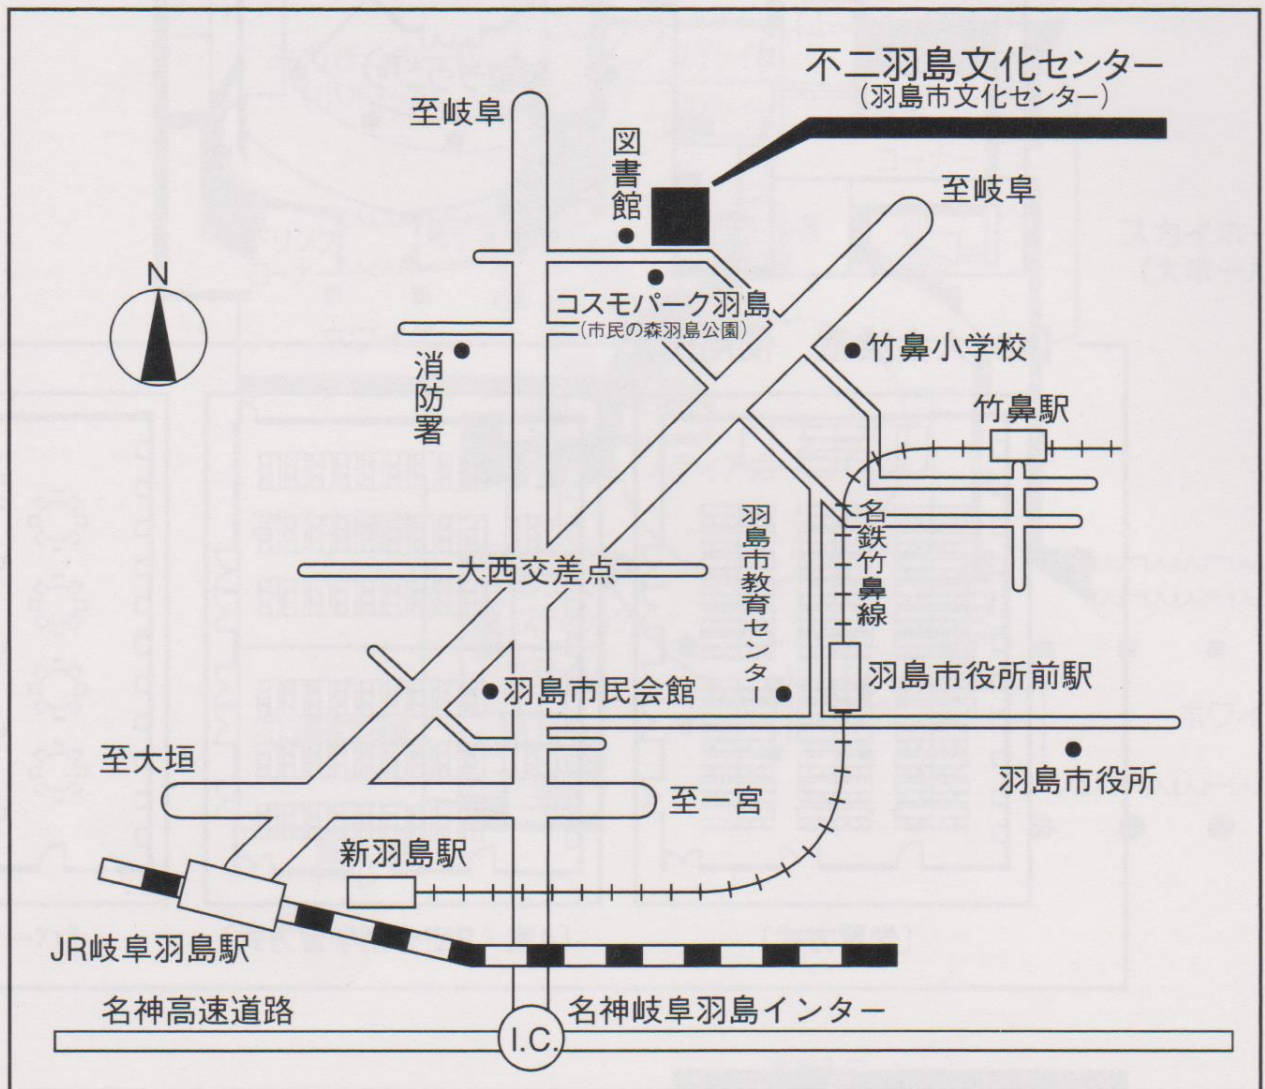 不二羽島文化センター
(羽島市文化センター)
至岐阜
図書館
至岐阜
N
コスモパーク羽島
(市民の森羽島公園)
消防署
竹鼻小学校
竹鼻駅
名鉄竹鼻線
羽島市教育センター
大西交差点
羽島市民会館
羽島市役所前駅
至大垣
至一宮
羽島市役所
新羽島駅
JR岐阜羽島駅
名神高速道路
名神岐阜羽島インター
I.C.